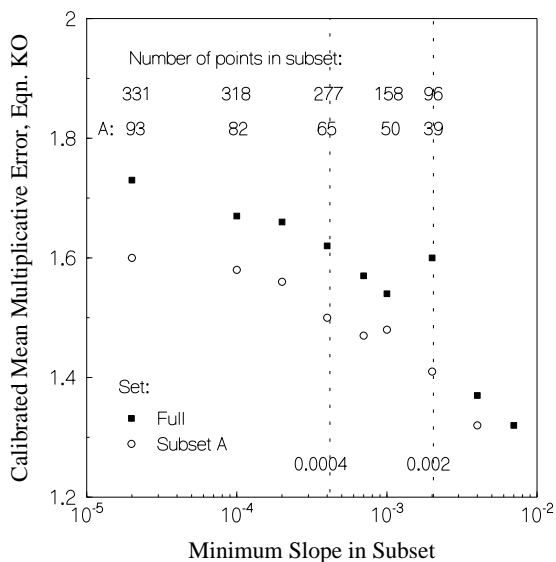 Calibrated Mean Multiplicative Error, Eqn. KO
2
1.8
1.6
1.4
1.2
Number of points in subset:
331 318 277 158 96
A: 93 82 65 50 39
Set:
Full
Subset A
0.0004 0.002
10-5 10-4 10-3 10-2
Minimum Slope in Subset